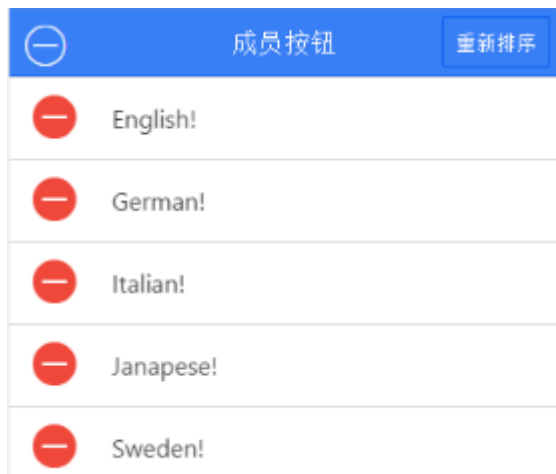 成员按钮
重新排序
English!
German!
Italian!
Janapese!
Sweden!